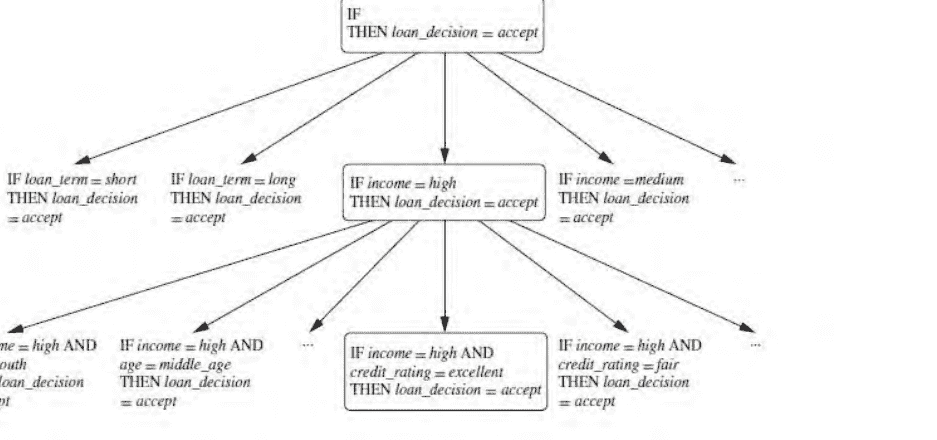 IF
THEN loan_decision = accept
IF loan_term = short
THEN loan_decision
= accept
IF loan_term = long
THEN loan_decision
= accept
IF income = high
THEN loan_decision = accept
IF income =medium
THEN loan_decision
= accept
...
me = high AND
outh
loan_decision
pt
IF income = high AND
age = middle_age
THEN loan_decision
= accept
...
IF income = high AND
credit_rating = excellent
THEN loan_decision = accept
IF income = high AND
credit_rating = fair
THEN loan_decision
= accept
...